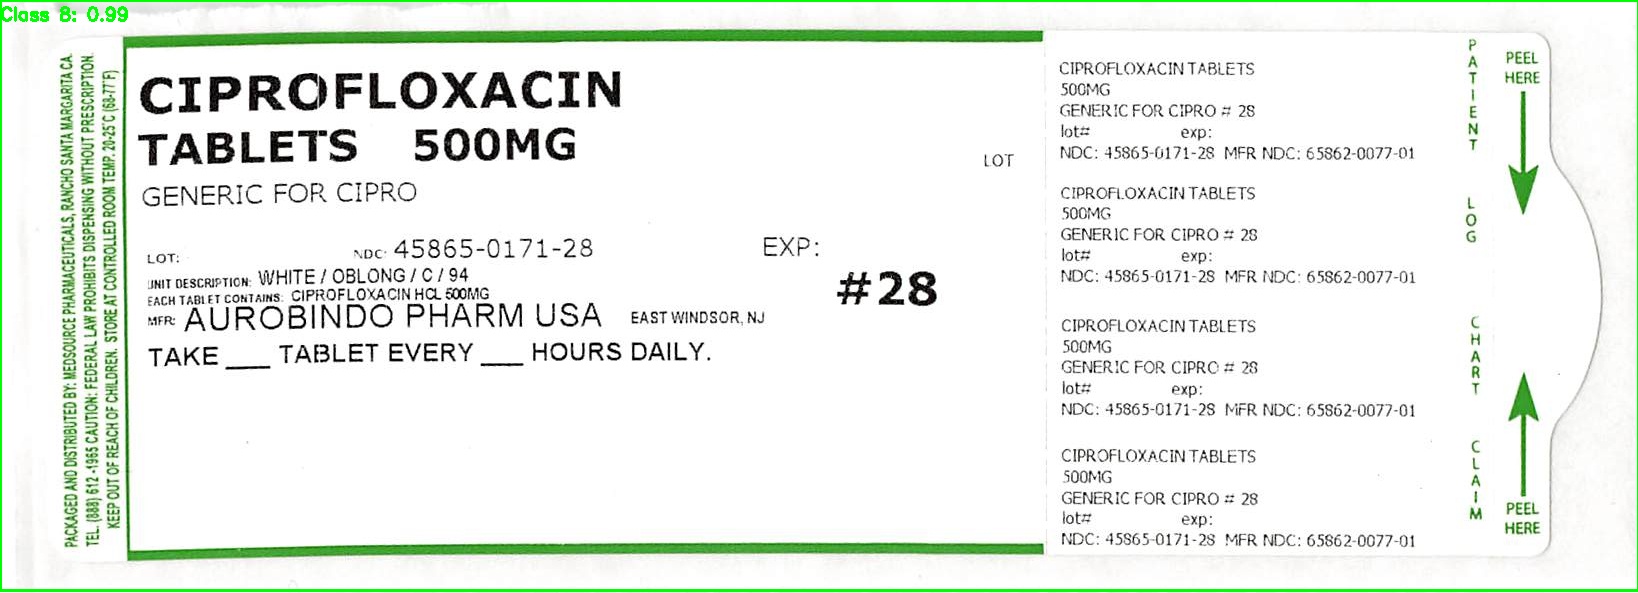 Class 8: 0.99
PACKAGED AND DISTRIBUTED BY: MEDSOURCE PHARMACEUTICALS, RANCHO SANTA MARGARITA CA.
TEL. (888) 612 -1965 CAUTION: FEDERAL LAW PROHIBITS DISPENSING WITHOUT PRESCRIPTION.
KEEP OUT OF REACH OF CHILDREN. STORE AT CONTROLLED ROOM TEMP. 20-25°C (68-77°F)
CIPROFLOXACIN
TABLETS 500MG
GENERIC FOR CIPRO
LOT
LOT: NDC: 45865-0171-28 EXP:
UNIT DESCRIPTION: WHITE / OBLONG / C / 94
EACH TABLET CONTAINS: CIPROFLOXACIN HCL 500MG
#28
MFR: AUROBINDO PHARM USA EAST WINDSOR, NJ
TAKE ___ TABLET EVERY ___ HOURS DAILY.
CIPROFLOXACIN TABLETS
500MG
GENERIC FOR CIPRO # 28
lot# exp:
NDC: 45865-0171-28 MFR NDC: 65862-0077-01
CIPROFLOXACIN TABLETS
500MG
GENERIC FOR CIPRO # 28
lot# exp:
NDC: 45865-0171-28 MFR NDC: 65862-0077-01
CIPROFLOXACIN TABLETS
500MG
GENERIC FOR CIPRO # 28
lot# exp:
NDC: 45865-0171-28 MFR NDC: 65862-0077-01
CIPROFLOXACIN TABLETS
500MG
GENERIC FOR CIPRO # 28
lot# exp:
NDC: 45865-0171-28 MFR NDC: 65862-0077-01
PATIENT
LOG
CHART
CLAIM
PEEL
HERE
PEEL
HERE